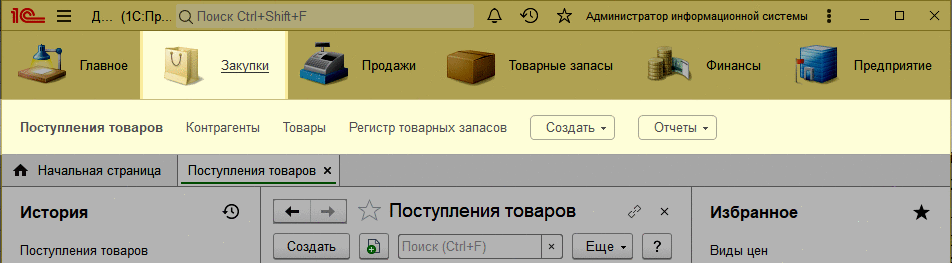 1С Д... (1С:Пр... Поиск Ctrl+Shift+F Администратор информационной системы
Главное Закупки Продажи Товарные запасы Финансы Предприятие
Поступления товаров Контрагенты Товары Регистр товарных запасов Создать Отчеты
Начальная страница Поступления товаров ×
История Поступления товаров × Избранное
Создать Поиск (Ctrl+F) × Еще ?
Поступления товаров Виды цен